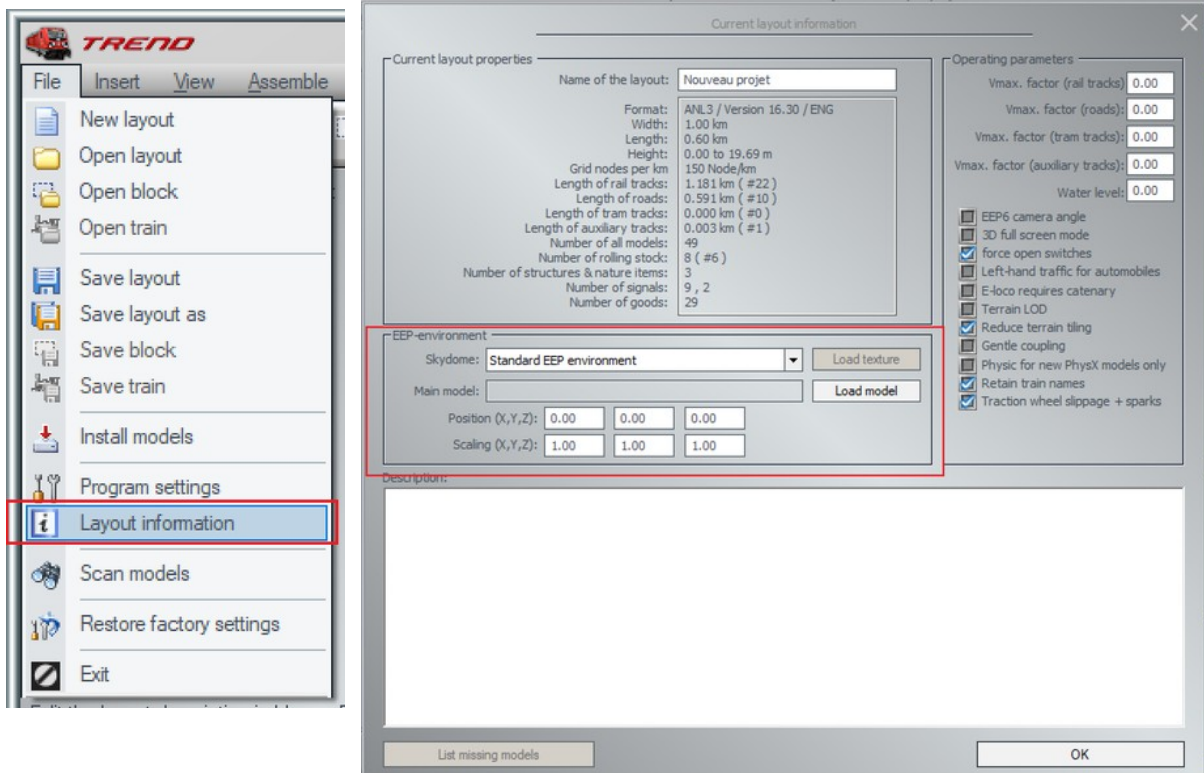 TREND
File Insert View Assemble
New layout
Open layout
Open block
Open train
Save layout
Save layout as
Save block
Save train
Install models
Program settings
Layout information
Scan models
Restore factory settings
Exit
Current layout information
Current layout properties
Name of the layout: Nouveau projet
Format: ANL3 / Version 16.30 / ENG
Width: 1.00 km
Length: 0.60 km
Height: 0.00 to 19.69 m
Grid nodes per km 150 Node/km
Length of rail tracks: 1.181 km ( #22 )
Length of roads: 0.591 km ( #10 )
Length of tram tracks: 0.000 km ( #0 )
Length of auxiliary tracks: 0.003 km ( #1 )
Number of all models: 49
Number of rolling stock: 8 ( #6 )
Number of structures & nature items: 3
Number of signals: 9 , 2
Number of goods: 29
EEP-environment
Skydome: Standard EEP environment Load texture
Main model: Load model
Position (X,Y,Z): 0.00 0.00 0.00
Scaling (X,Y,Z): 1.00 1.00 1.00
Operating parameters
Vmax. factor (rail tracks) 0.00
Vmax. factor (roads): 0.00
Vmax. factor (tram tracks): 0.00
Vmax. factor (auxiliary tracks): 0.00
Water level: 0.00
EEP6 camera angle
3D full screen mode
force open switches
Left-hand traffic for automobiles
E-loco requires catenary
Terrain LOD
Reduce terrain tiling
Gentle coupling
Physic for new PhysX models only
Retain train names
Traction wheel slippage + sparks
Description:
List missing models OK